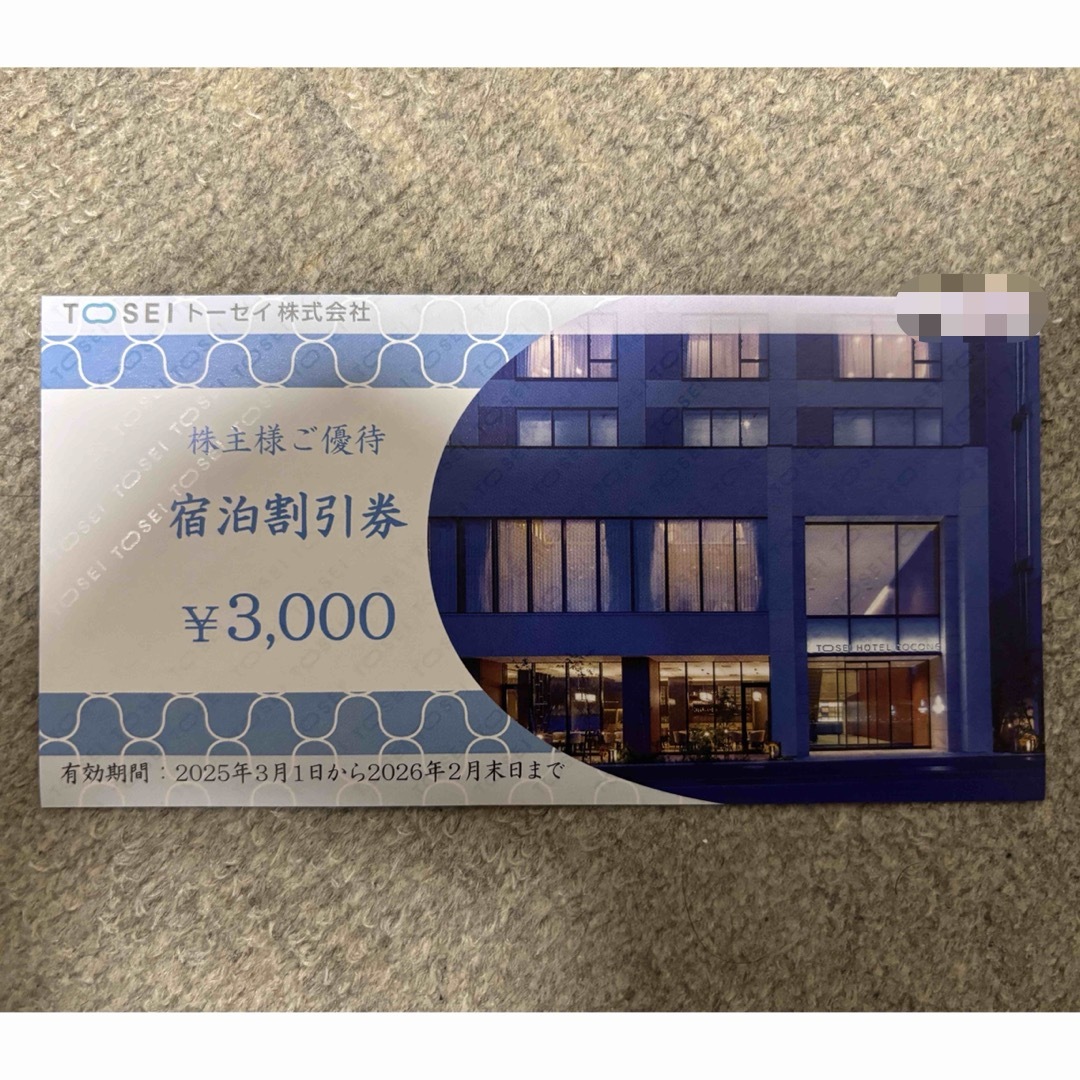 TOSEI トーセイ株式会社
株主様ご優待
宿泊割引券
¥3,000
有効期間：2025年3月1日から2026年2月末日まで
TOSEI HOTEL COCONE